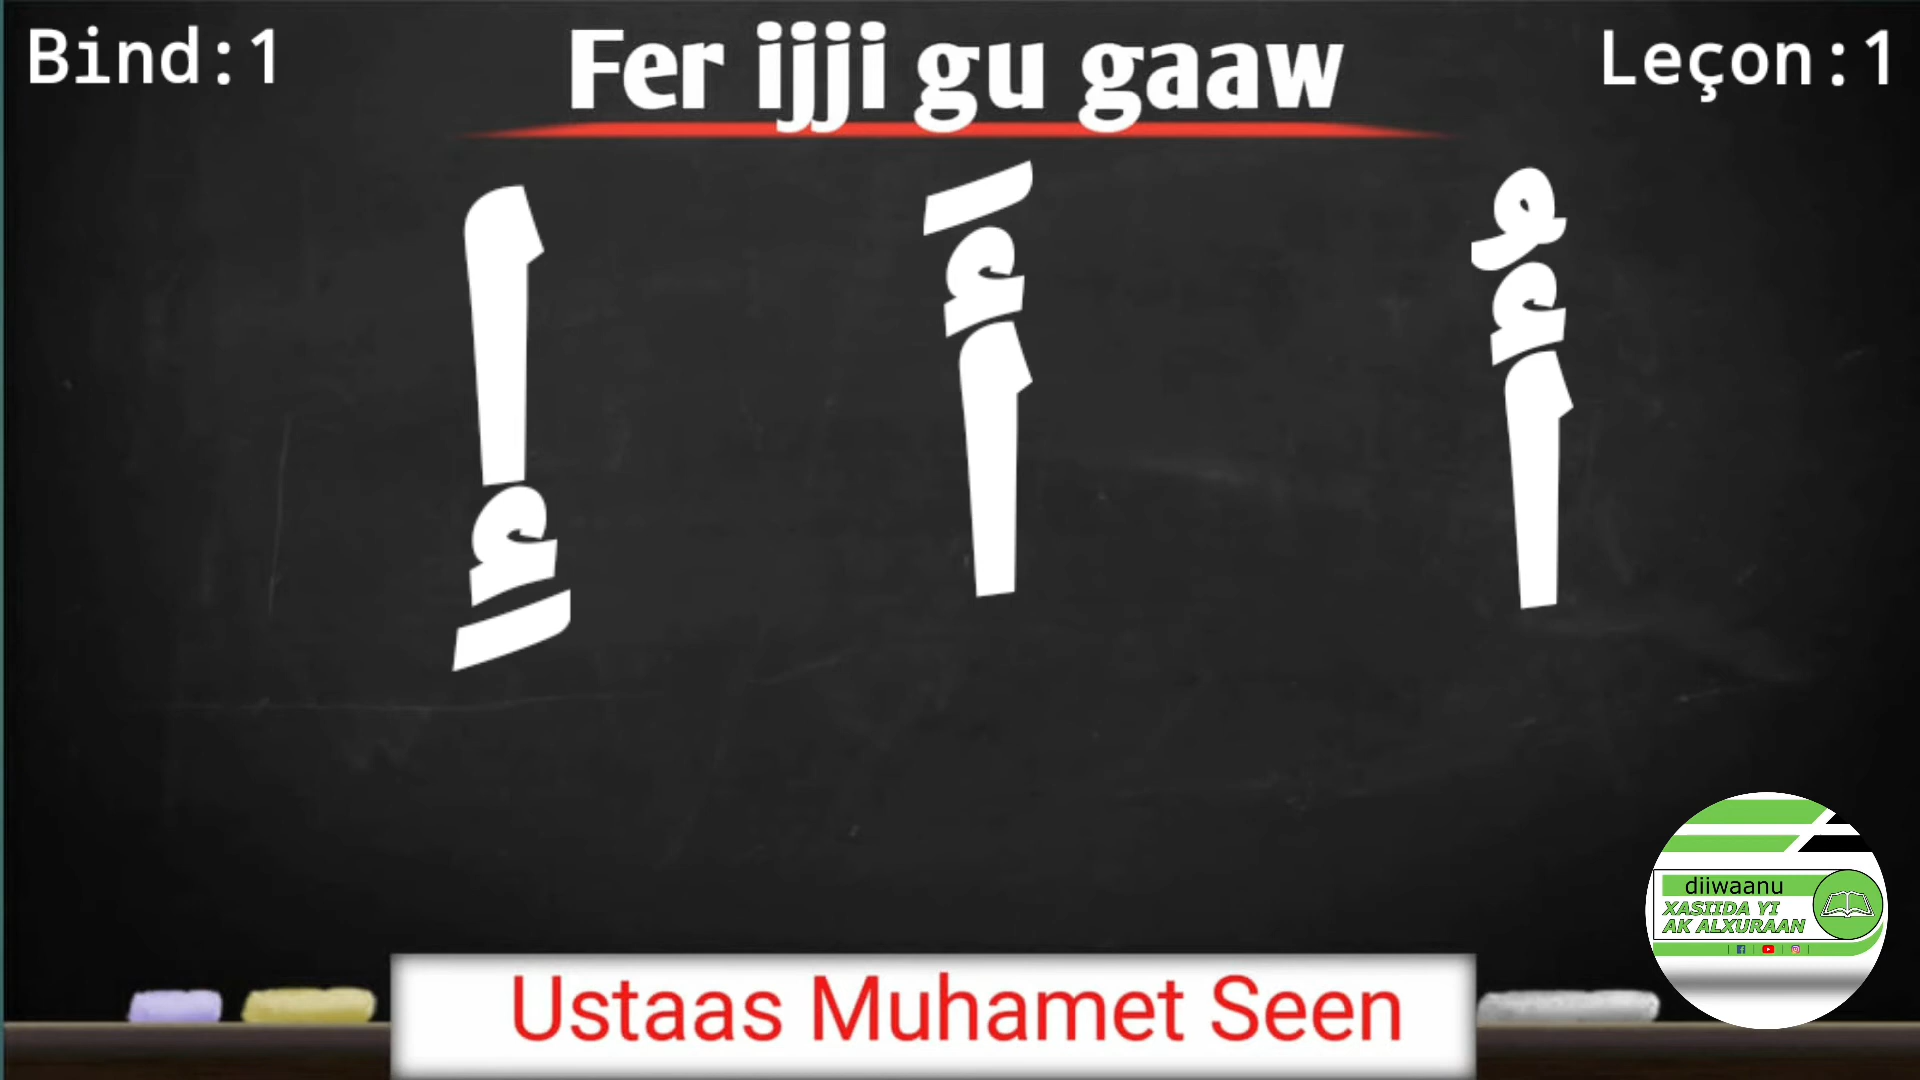 Bind:1
Fer ijji gu gaaw
Leçon:1
أُ أَ إِ
diiwaanu
XASIIDA YI
AK ALXURAAN
Ustaas Muhamet Seen